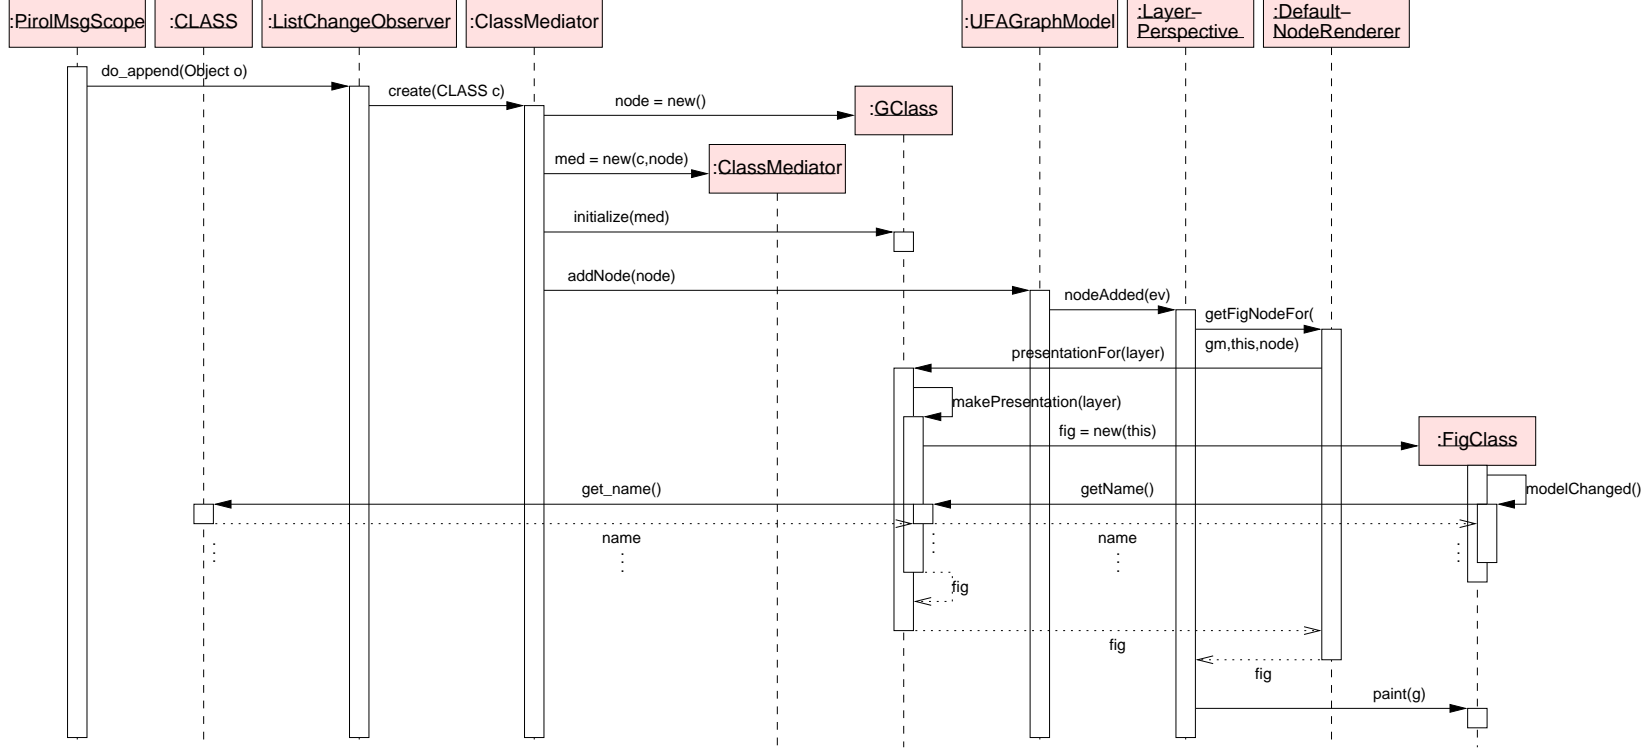 :PirolMsgScope
:CLASS
:ListChangeObserver
:ClassMediator
:UFAGraphModel
:Layer–
Perspective
:Default–
NodeRenderer
do_append(Object o)
create(CLASS c)
node = new()
:GClass
med = new(c,node)
:ClassMediator
initialize(med)
addNode(node)
nodeAdded(ev)
getFigNodeFor(
gm,this,node)
presentationFor(layer)
makePresentation(layer)
fig = new(this)
:FigClass
get_name()
getName()
modelChanged()
name
name
fig
fig
fig
paint(g)